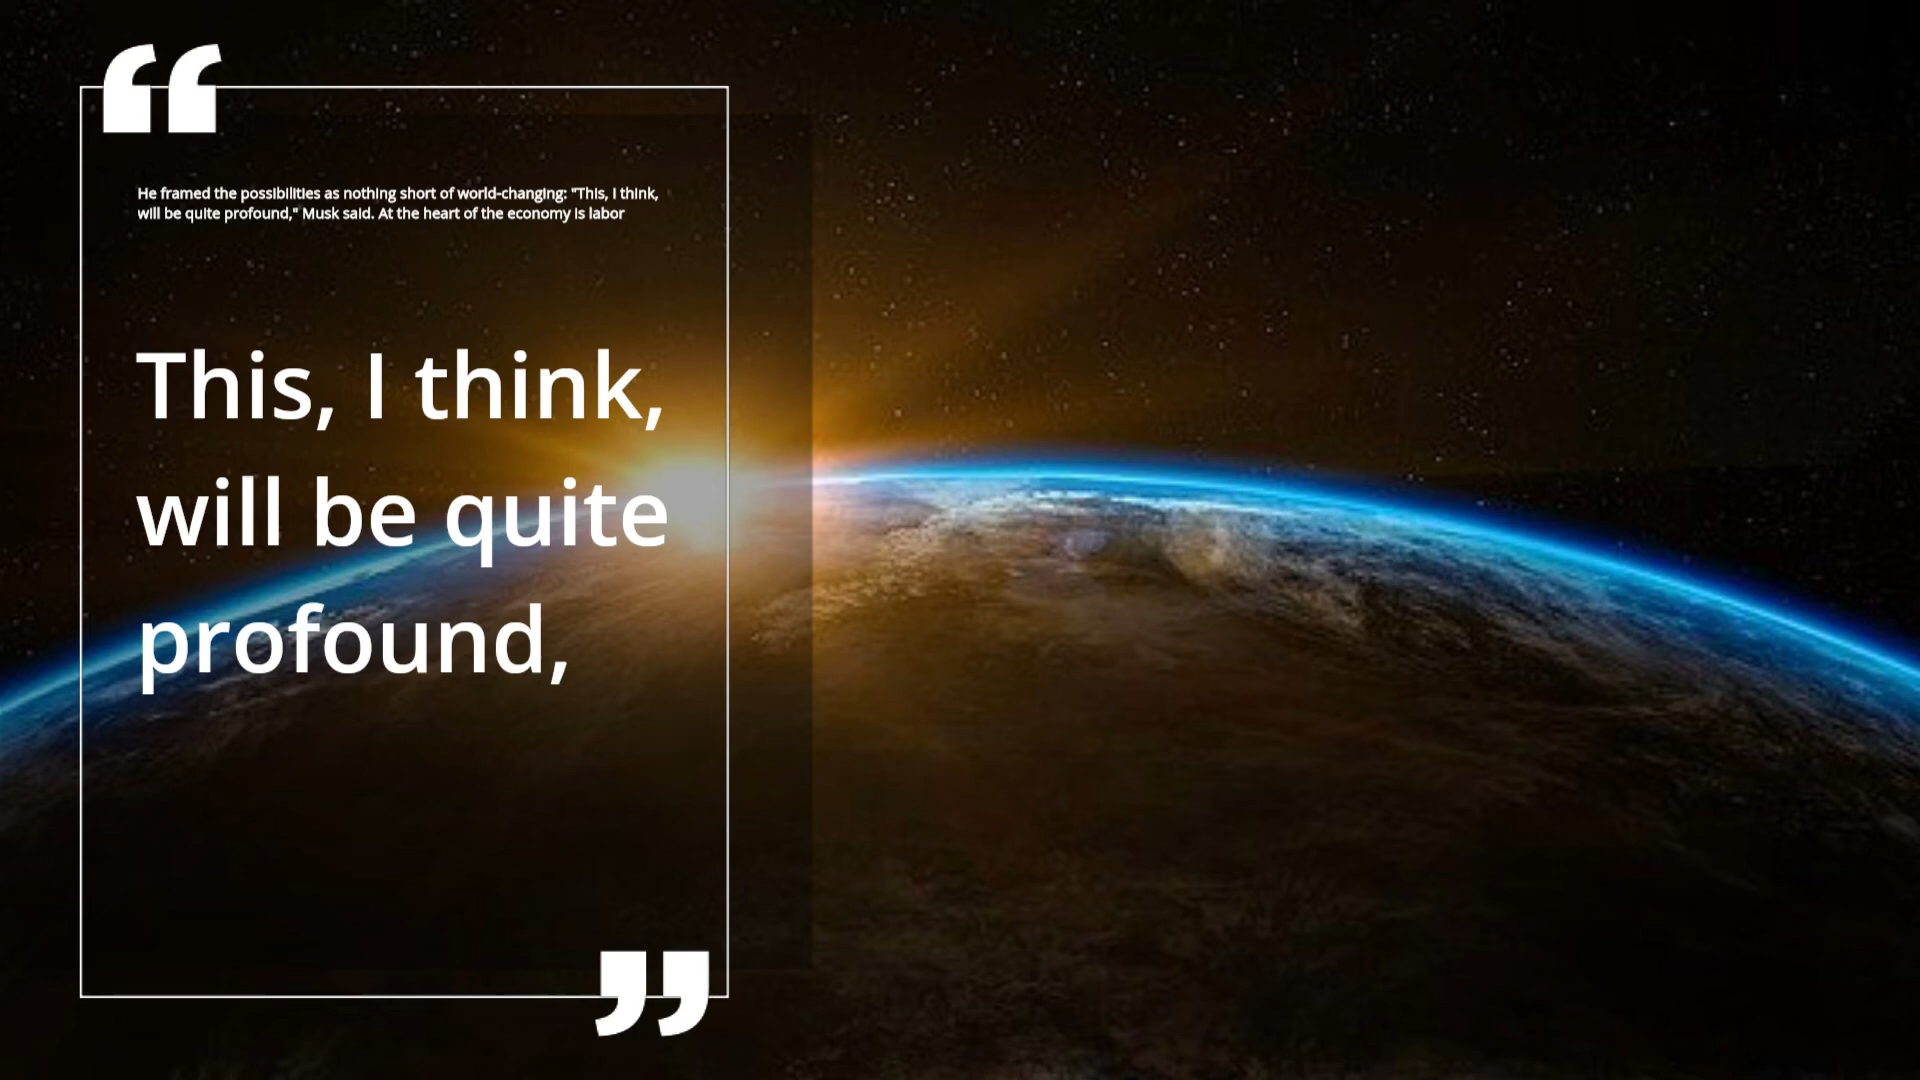 “
He framed the possibilities as nothing short of world-changing: "This, I think,
will be quite profound," Musk said. At the heart of the economy is labor
This, I think,
will be quite
profound,
”